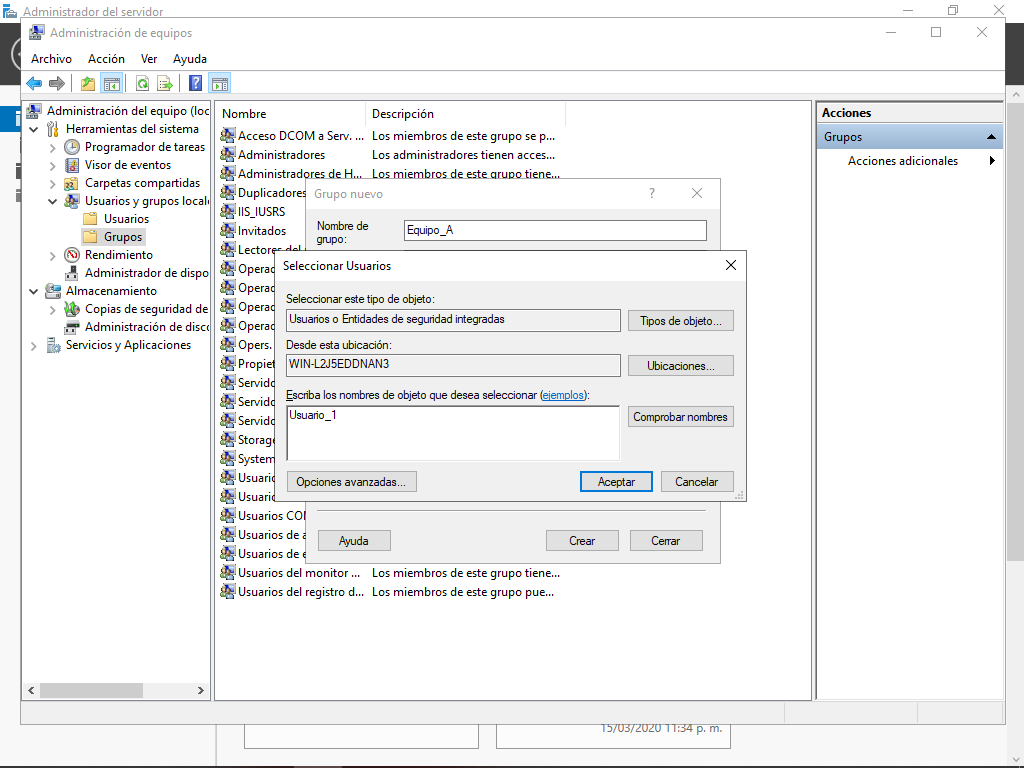 Administrador del servidor
Administración de equipos
Archivo Acción Ver Ayuda
Administración del equipo (loc
Herramientas del sistema
Programador de tareas
Visor de eventos
Carpetas compartidas
Usuarios y grupos locale
Usuarios
Grupos
Rendimiento
Administrador de dispo
Almacenamiento
Copias de seguridad de
Administración de disco
Servicios y Aplicaciones
Nombre Descripción
Acceso DCOM a Serv. ... Los miembros de este grupo se p...
Administradores Los administradores tienen acces...
Administradores de H... Los miembros de este grupo tiene...
Duplicadores
IIS_IUSRS
Invitados
Lectores del
Operad
Operad
Operad
Operad
Opers.
Propiet
Servido
Servido
Servido
Storage
System
Usuario
Usuario
Usuarios COM
Usuarios de a
Usuarios de e
Usuarios del monitor ... Los miembros de este grupo tiene...
Usuarios del registro d... Los miembros de este grupo pue...
Acciones
Grupos
Acciones adicionales
Grupo nuevo ?
Nombre de
grupo:
Equipo_A
Seleccionar Usuarios
Seleccionar este tipo de objeto:
Usuarios o Entidades de seguridad integradas
Tipos de objeto...
Desde esta ubicación:
WIN-L2J5EDDNAN3
Ubicaciones...
Escriba los nombres de objeto que desea seleccionar (ejemplos):
Usuario_1
Comprobar nombres
Opciones avanzadas... Aceptar Cancelar
Ayuda Crear Cerrar
15/03/2020 11:34 p. m.